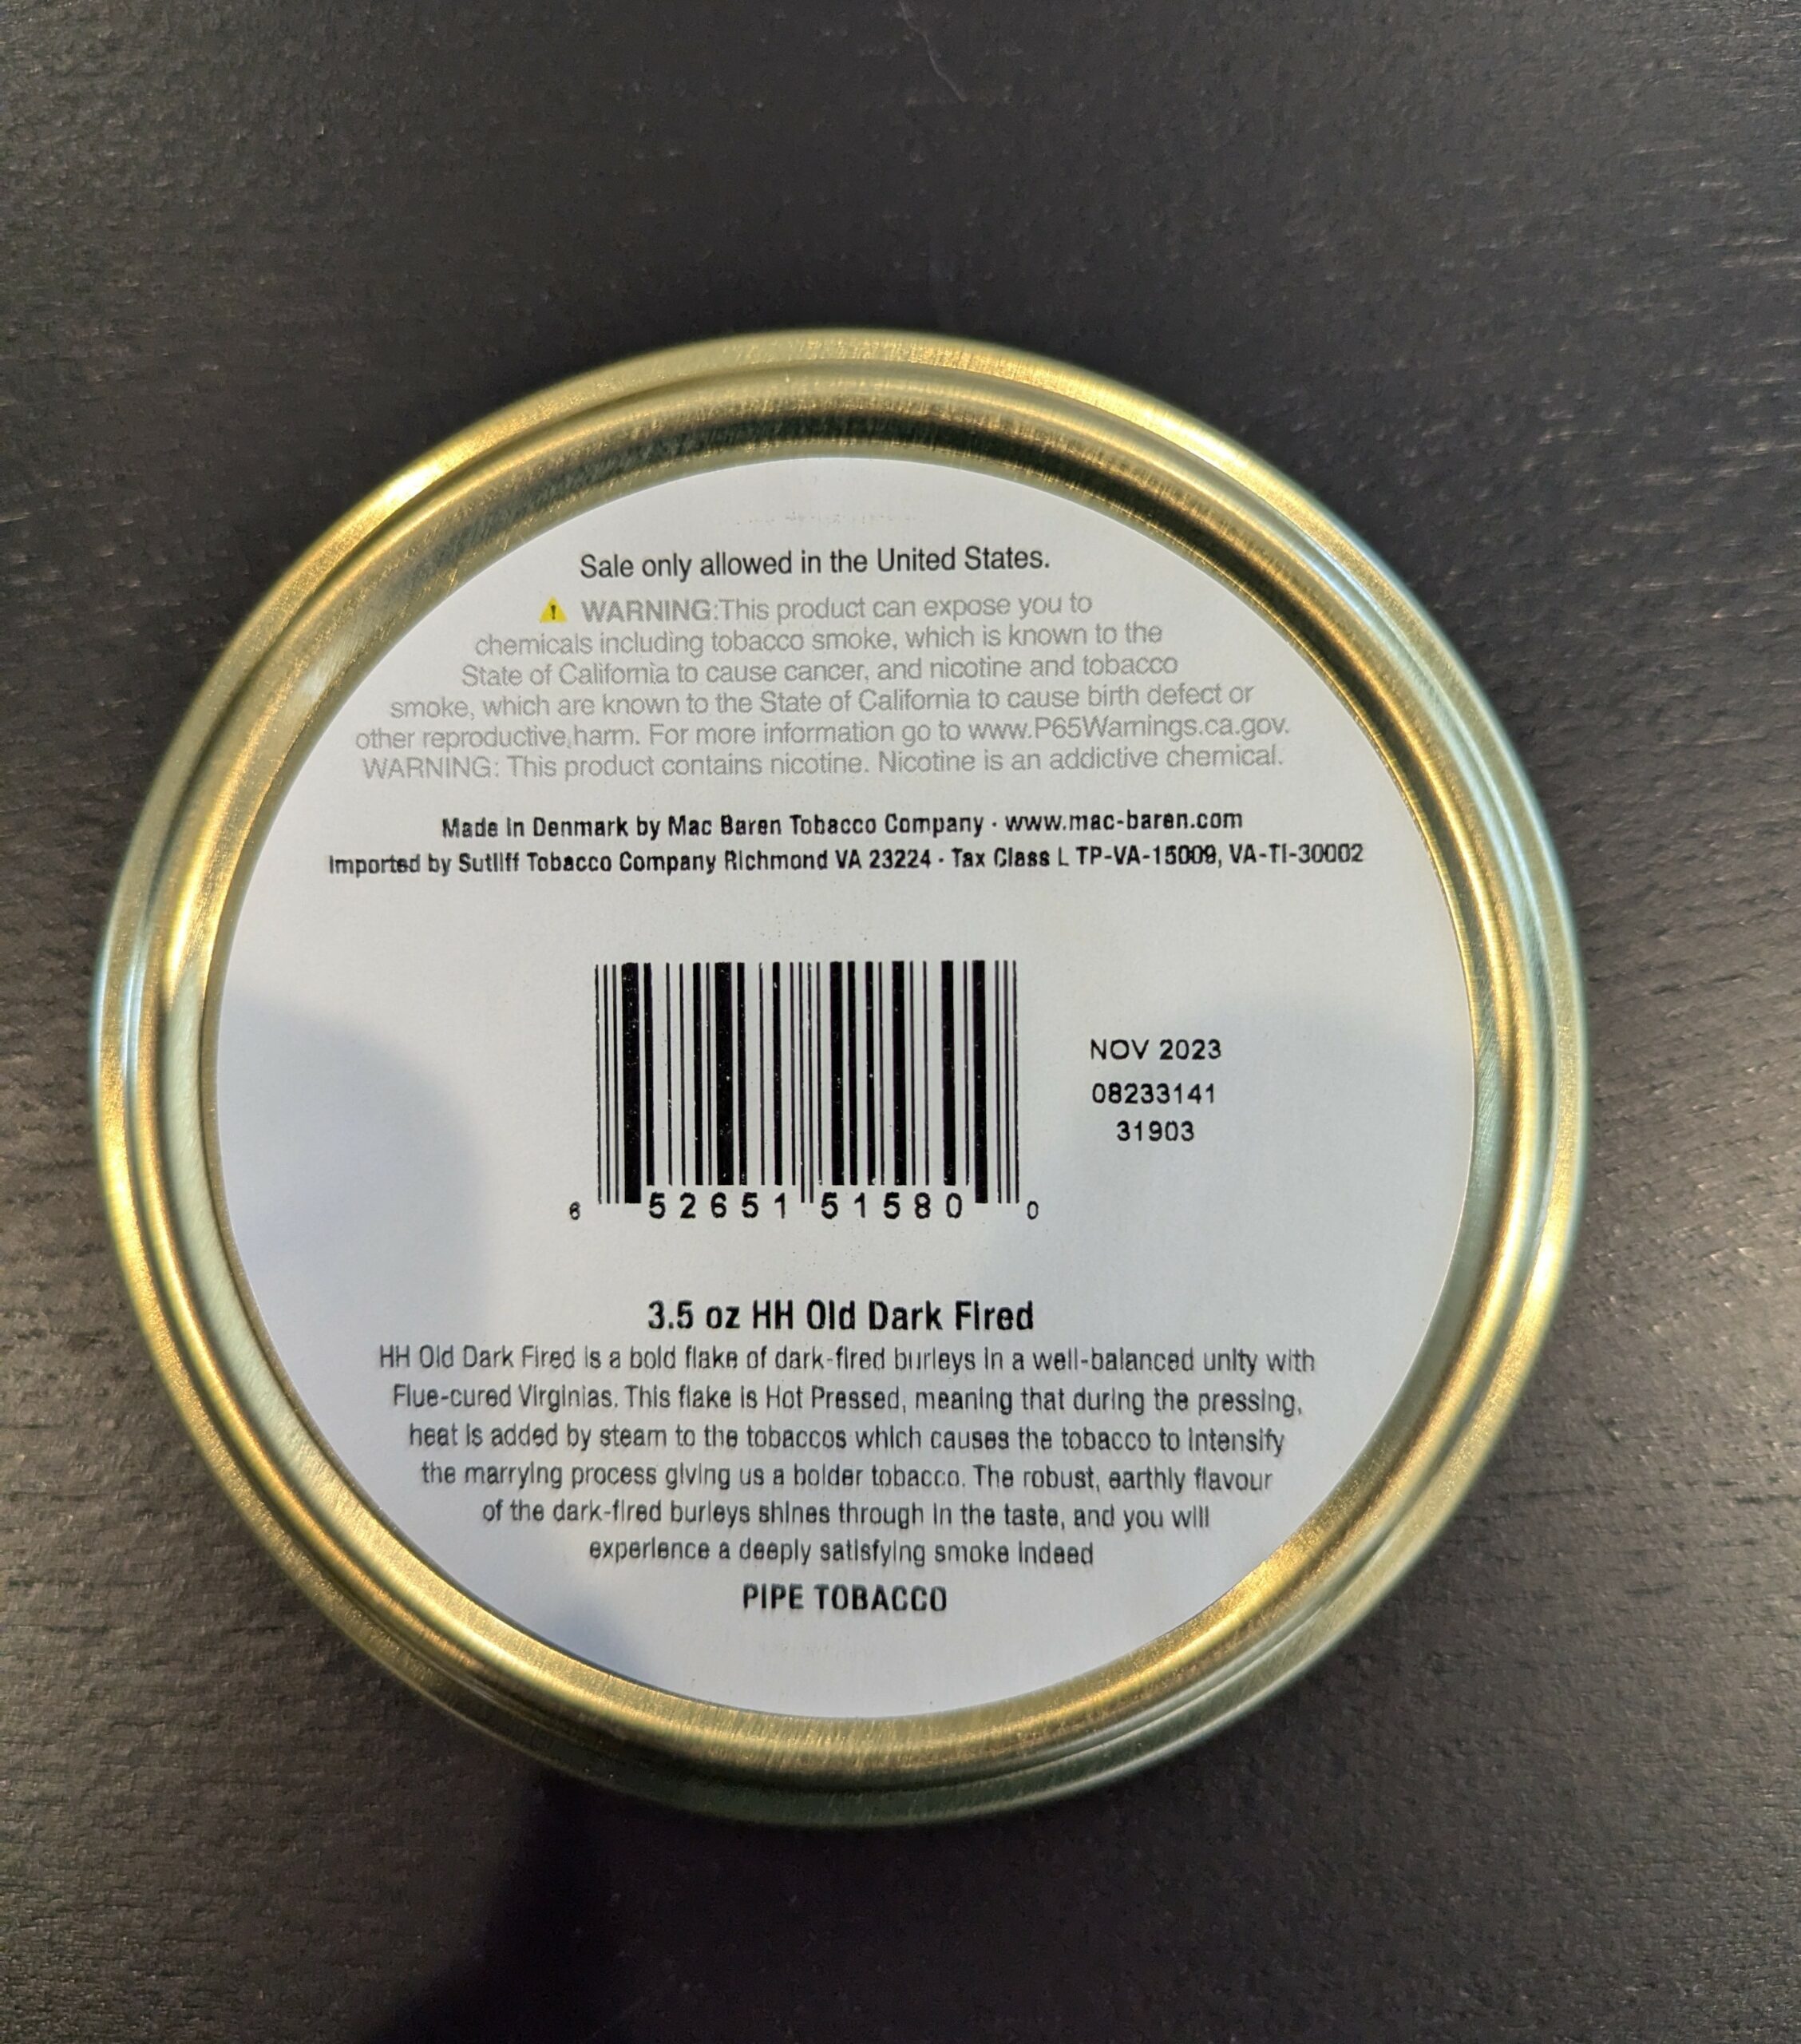 Sale only allowed in the United States.
⚠ WARNING:This product can expose you to
chemicals including tobacco smoke, which is known to the
State of California to cause cancer, and nicotine and tobacco
smoke, which are known to the State of California to cause birth defect or
other reproductive harm. For more information go to www.P65Warnings.ca.gov.
WARNING: This product contains nicotine. Nicotine is an addictive chemical.
Made in Denmark by Mac Baren Tobacco Company · www.mac-baren.com
Imported by Sutliff Tobacco Company Richmond VA 23224 · Tax Class L TP-VA-15009, VA-TI-30002
NOV 2023
08233141
31903
6 52651 51580 0
3.5 oz HH Old Dark Fired
HH Old Dark Fired is a bold flake of dark-fired burleys in a well-balanced unity with
Flue-cured Virginias. This flake is Hot Pressed, meaning that during the pressing,
heat is added by steam to the tobaccos which causes the tobacco to intensify
the marrying process giving us a bolder tobacco. The robust, earthly flavour
of the dark-fired burleys shines through in the taste, and you will
experience a deeply satisfying smoke indeed
PIPE TOBACCO